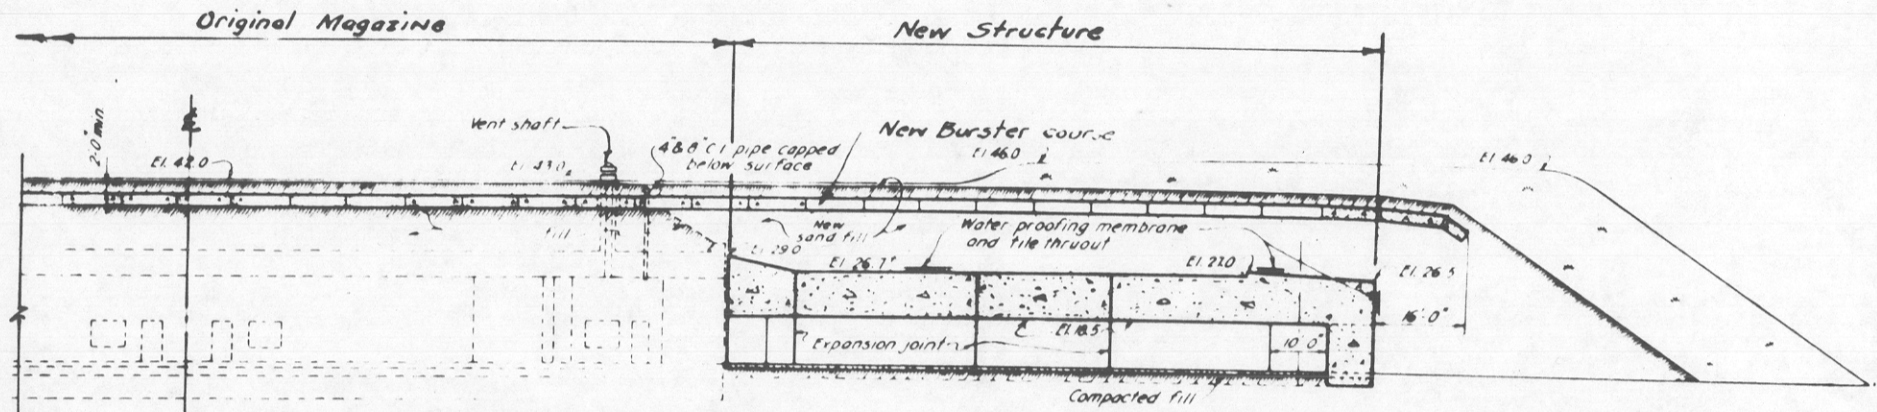 Original Magazine
New Structure
2'-0" min
Vent shaft
4"&8" C.I. pipe capped
below surface
New Burster course
El. 42.0
El. 43.0
El 46.0
El 46.0
New
sand fill
fill
Water proofing membrane
and tile thruout
El. 29.0
El. 26.7
El. 27.0
El. 26.5
El. 18.5
16'-0"
Expansion joint
10' 0"
Compacted fill